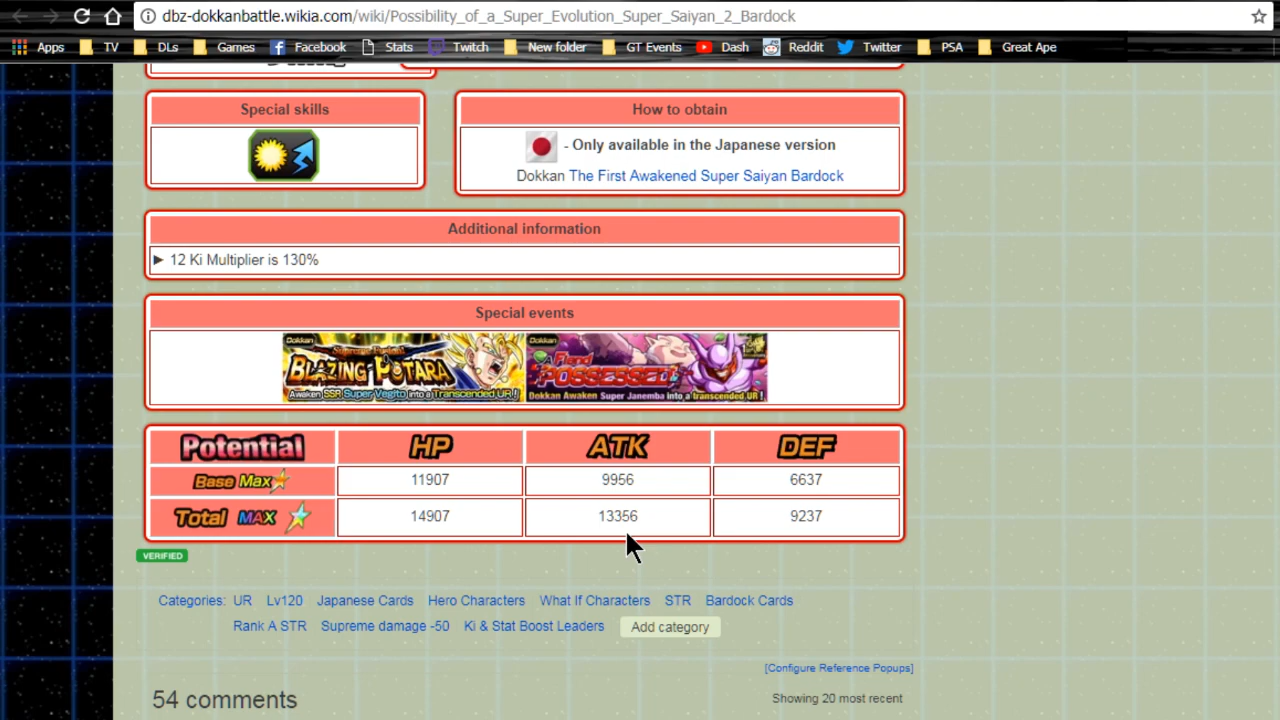 dbz-dokkanbattle.wikia.com/wiki/Possibility_of_a_Super_Evolution_Super_Saiyan_2_Bardock
Apps TV DLs Games Facebook Stats Twitch New folder GT Events Dash Reddit Twitter PSA Great Ape
Special skills
How to obtain
- Only available in the Japanese version
Dokkan The First Awakened Super Saiyan Bardock
Additional information
► 12 Ki Multiplier is 130%
Special events
Dokkan
Supreme Fusion!
BLAZING POTARA
Awaken SSR Super Vegito into a Transcended UR!
Dokkan
A Fiend
POSSESSED!
Dokkan Awaken Super Janemba into a transcended UR!
Potential HP ATK DEF
Base Max 11907 9956 6637
Total MAX 14907 13356 9237
VERIFIED
Categories: UR Lv120 Japanese Cards Hero Characters What If Characters STR Bardock Cards
Rank A STR Supreme damage -50 Ki & Stat Boost Leaders Add category
[Configure Reference Popups]
54 comments
Showing 20 most recent